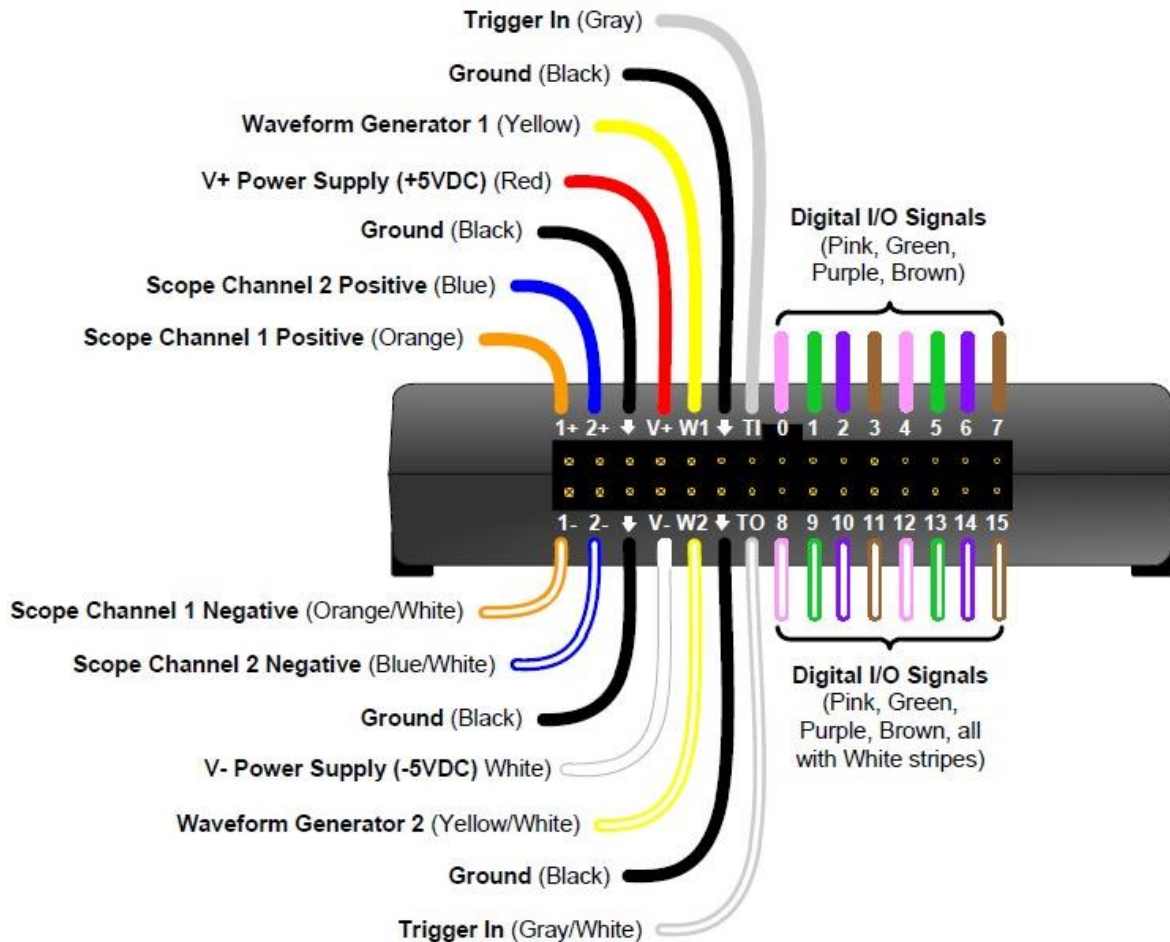 Trigger In (Gray)
Ground (Black)
Waveform Generator 1 (Yellow)
V+ Power Supply (+5VDC) (Red)
Ground (Black)
Scope Channel 2 Positive (Blue)
Scope Channel 1 Positive (Orange)
Digital I/O Signals
(Pink, Green,
Purple, Brown)
1+ 2+ V+ W1 TI 0 1 2 3 4 5 6 7
1- 2- V- W2 TO 8 9 10 11 12 13 14 15
Scope Channel 1 Negative (Orange/White)
Scope Channel 2 Negative (Blue/White)
Ground (Black)
V- Power Supply (-5VDC) White)
Waveform Generator 2 (Yellow/White)
Ground (Black)
Trigger In (Gray/White)
Digital I/O Signals
(Pink, Green,
Purple, Brown, all
with White stripes)